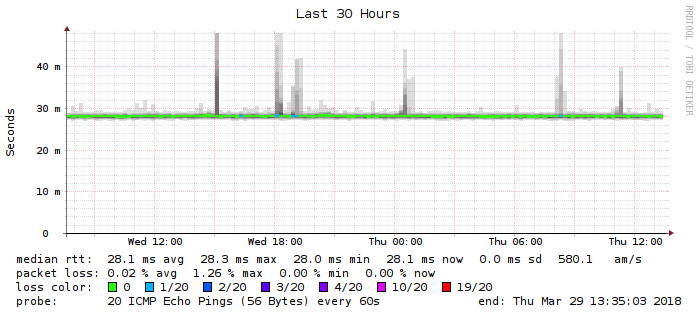 Last 30 Hours
RRDTOOL / TOBI OETIKER
Seconds
40 m
30 m
20 m
10 m
0
Wed 12:00 Wed 18:00 Thu 00:00 Thu 06:00 Thu 12:00
median rtt: 28.1 ms avg 28.3 ms max 28.0 ms min 28.1 ms now 0.0 ms sd 580.1 am/s
packet loss: 0.02 % avg 1.26 % max 0.00 % min 0.00 % now
loss color: 0 1/20 2/20 3/20 4/20 10/20 19/20
probe: 20 ICMP Echo Pings (56 Bytes) every 60s end: Thu Mar 29 13:35:03 2018